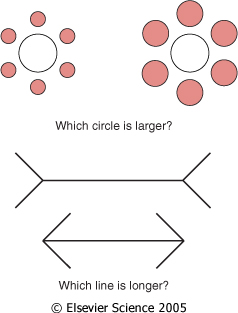 Which circle is larger?
Which line is longer?
© Elsevier Science 2005